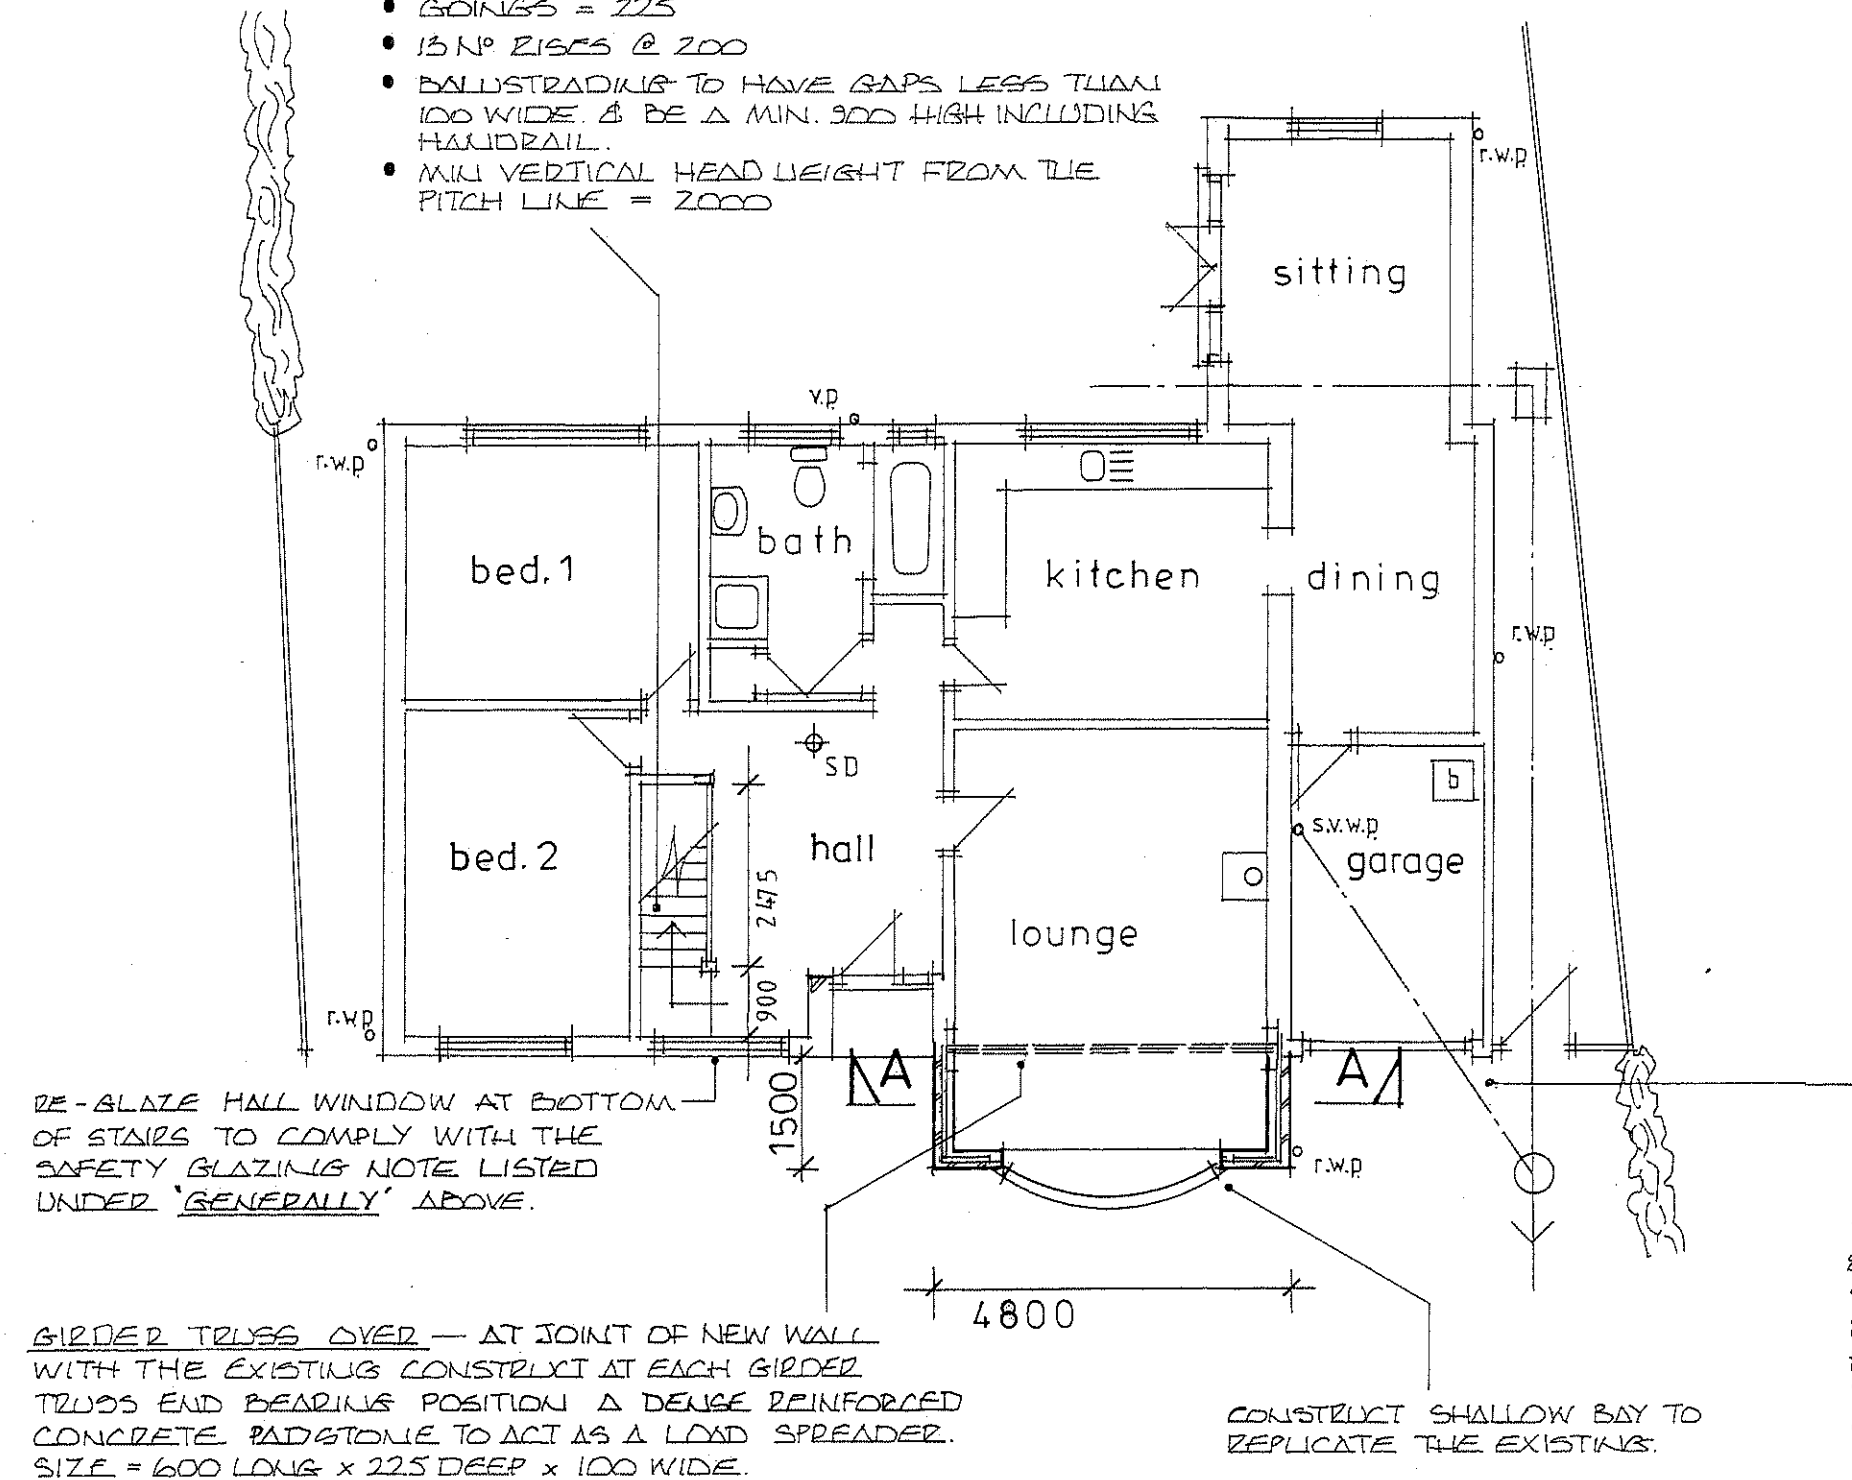 • GOINGS = 225
• 13 Nº RISES @ 200
• BALUSTRADING TO HAVE GAPS LESS THAN
100 WIDE. & BE A MIN. 900 HIGH INCLUDING
HANDRAIL.
• MIN VERTICAL HEAD HEIGHT FROM THE
PITCH LINE = 2000
r.w.p
sitting
v.p
r.w.p
bath
bed.1
kitchen
dining
r.w.p
SD
b
s.v.w.p
hall
bed.2
garage
2475
lounge
900
r.w.p
A
A
1500
RE-GLAZE HALL WINDOW AT BOTTOM
OF STAIRS TO COMPLY WITH THE
SAFETY GLAZING NOTE LISTED
UNDER 'GENERALLY' ABOVE.
r.w.p
4800
GIRDER TRUSS OVER — AT JOINT OF NEW WALL
WITH THE EXISTING CONSTRUCT AT EACH GIRDER
TRUSS END BEARING POSITION A DENSE REINFORCED
CONCRETE PADSTONE TO ACT AS A LOAD SPREADER.
SIZE = 600 LONG x 225 DEEP x 100 WIDE.
CONSTRUCT SHALLOW BAY TO
REPLICATE THE EXISTING.